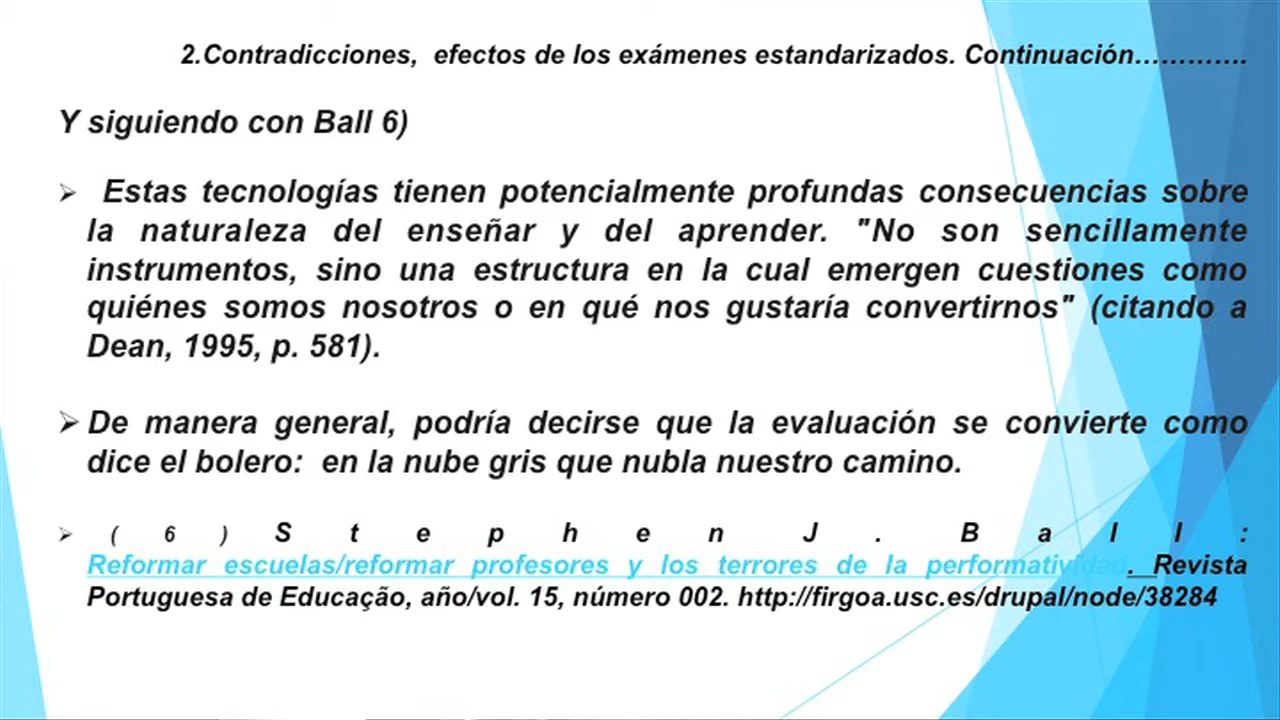 2.Contradicciones, efectos de los exámenes estandarizados. Continuación………….
Y siguiendo con Ball 6)
➢ Estas tecnologías tienen potencialmente profundas consecuencias sobre
la naturaleza del enseñar y del aprender. "No son sencillamente
instrumentos, sino una estructura en la cual emergen cuestiones como
quiénes somos nosotros o en qué nos gustaría convertirnos" (citando a
Dean, 1995, p. 581).
➢ De manera general, podría decirse que la evaluación se convierte como
dice el bolero: en la nube gris que nubla nuestro camino.
➢ ( 6 ) S t e p h e n J . B a l l :
Reformar escuelas/reformar profesores y los terrores de la performatividad. Revista
Portuguesa de Educação, año/vol. 15, número 002. http://firgoa.usc.es/drupal/node/38284